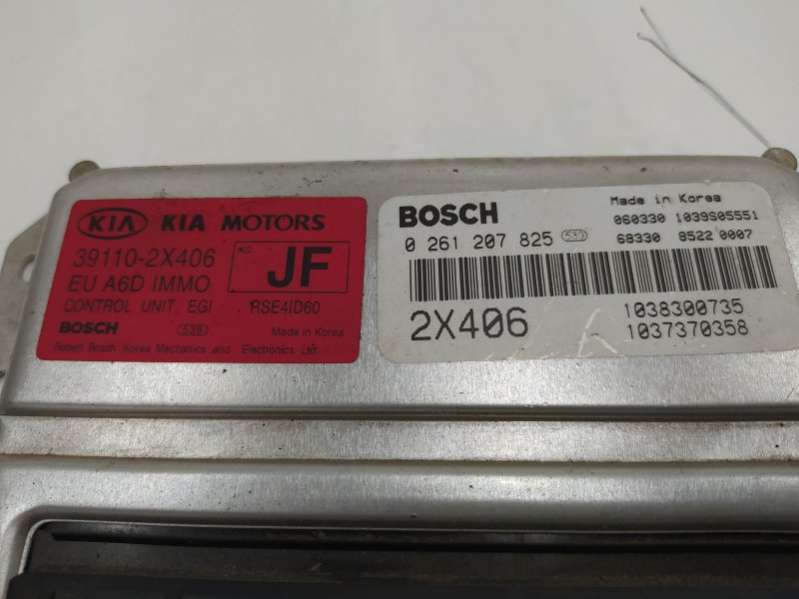 KIA KIA MOTORS
39110-2X406
EU A6D IMMO
CONTROL UNIT, EGI
JF
RSE4ID60
BOSCH
Made in Korea
Robert Bosch Korea Mechanics and Electronics Ltd.
BOSCH
Made in Korea
0 261 207 825
060330 1039S05551
68330 8522 0007
2X406
1038300735
1037370358